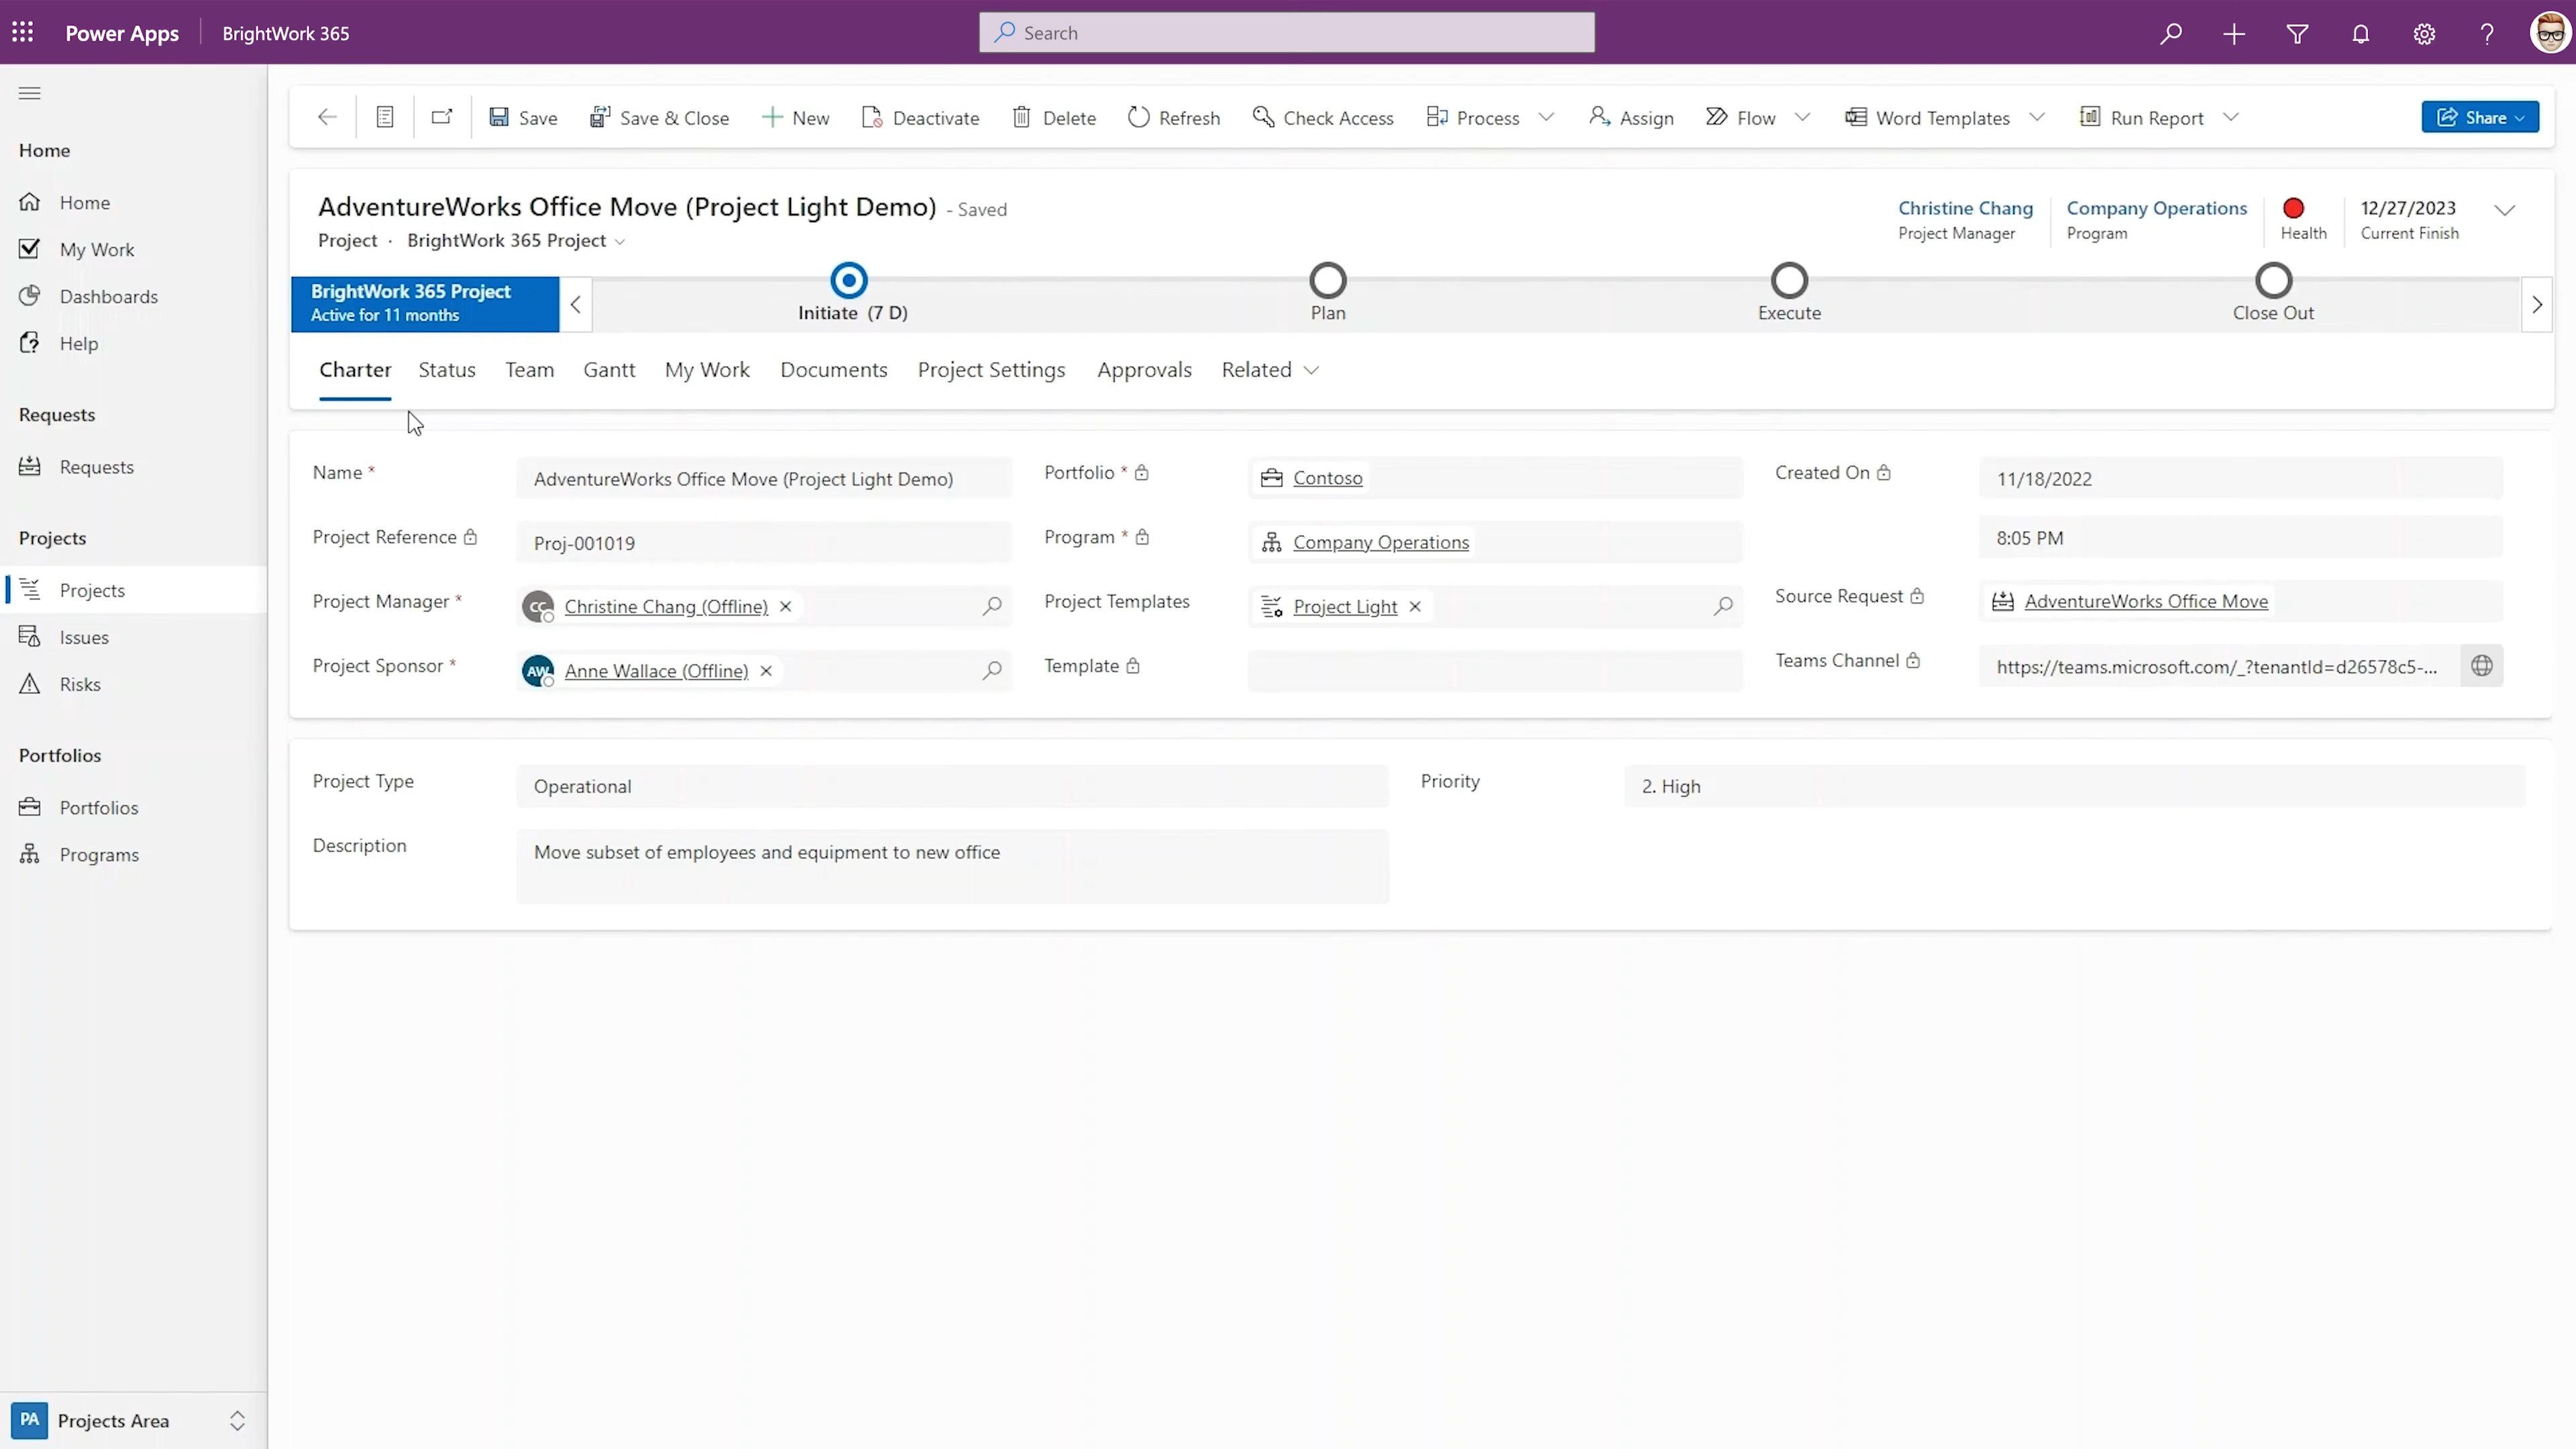 Power Apps
BrightWork 365
Search
Home
Home
My Work
Dashboards
Help
Requests
Requests
Projects
Projects
Issues
Risks
Portfolios
Portfolios
Programs
PA
Projects Area
Save
Save & Close
New
Deactivate
Delete
Refresh
Check Access
Process
Assign
Flow
Word Templates
Run Report
Share
AdventureWorks Office Move (Project Light Demo) - Saved
Project · BrightWork 365 Project
Christine Chang
Project Manager
Company Operations
Program
Health
12/27/2023
Current Finish
BrightWork 365 Project
Active for 11 months
Initiate (7 D)
Plan
Execute
Close Out
Charter
Status
Team
Gantt
My Work
Documents
Project Settings
Approvals
Related
Name *
AdventureWorks Office Move (Project Light Demo)
Project Reference
Proj-001019
Project Manager *
CC
Christine Chang (Offline)
Project Sponsor *
AW
Anne Wallace (Offline)
Portfolio *
Contoso
Program *
Company Operations
Project Templates
Project Light
Template
Created On
11/18/2022
8:05 PM
Source Request
AdventureWorks Office Move
Teams Channel
https://teams.microsoft.com/_?tenantId=d26578c5-...
Project Type
Operational
Priority
2. High
Description
Move subset of employees and equipment to new office